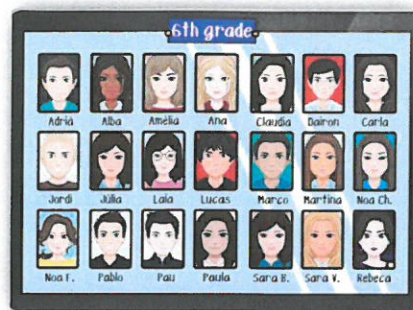 6th grade
Adrià Alba Amèlia Ana Claudia Dairon Carla
Jordi Júlia Laia Lucas Marco Martina Noa Ch.
Noa F. Pablo Pau Paula Sara B. Sara V. Rebeca